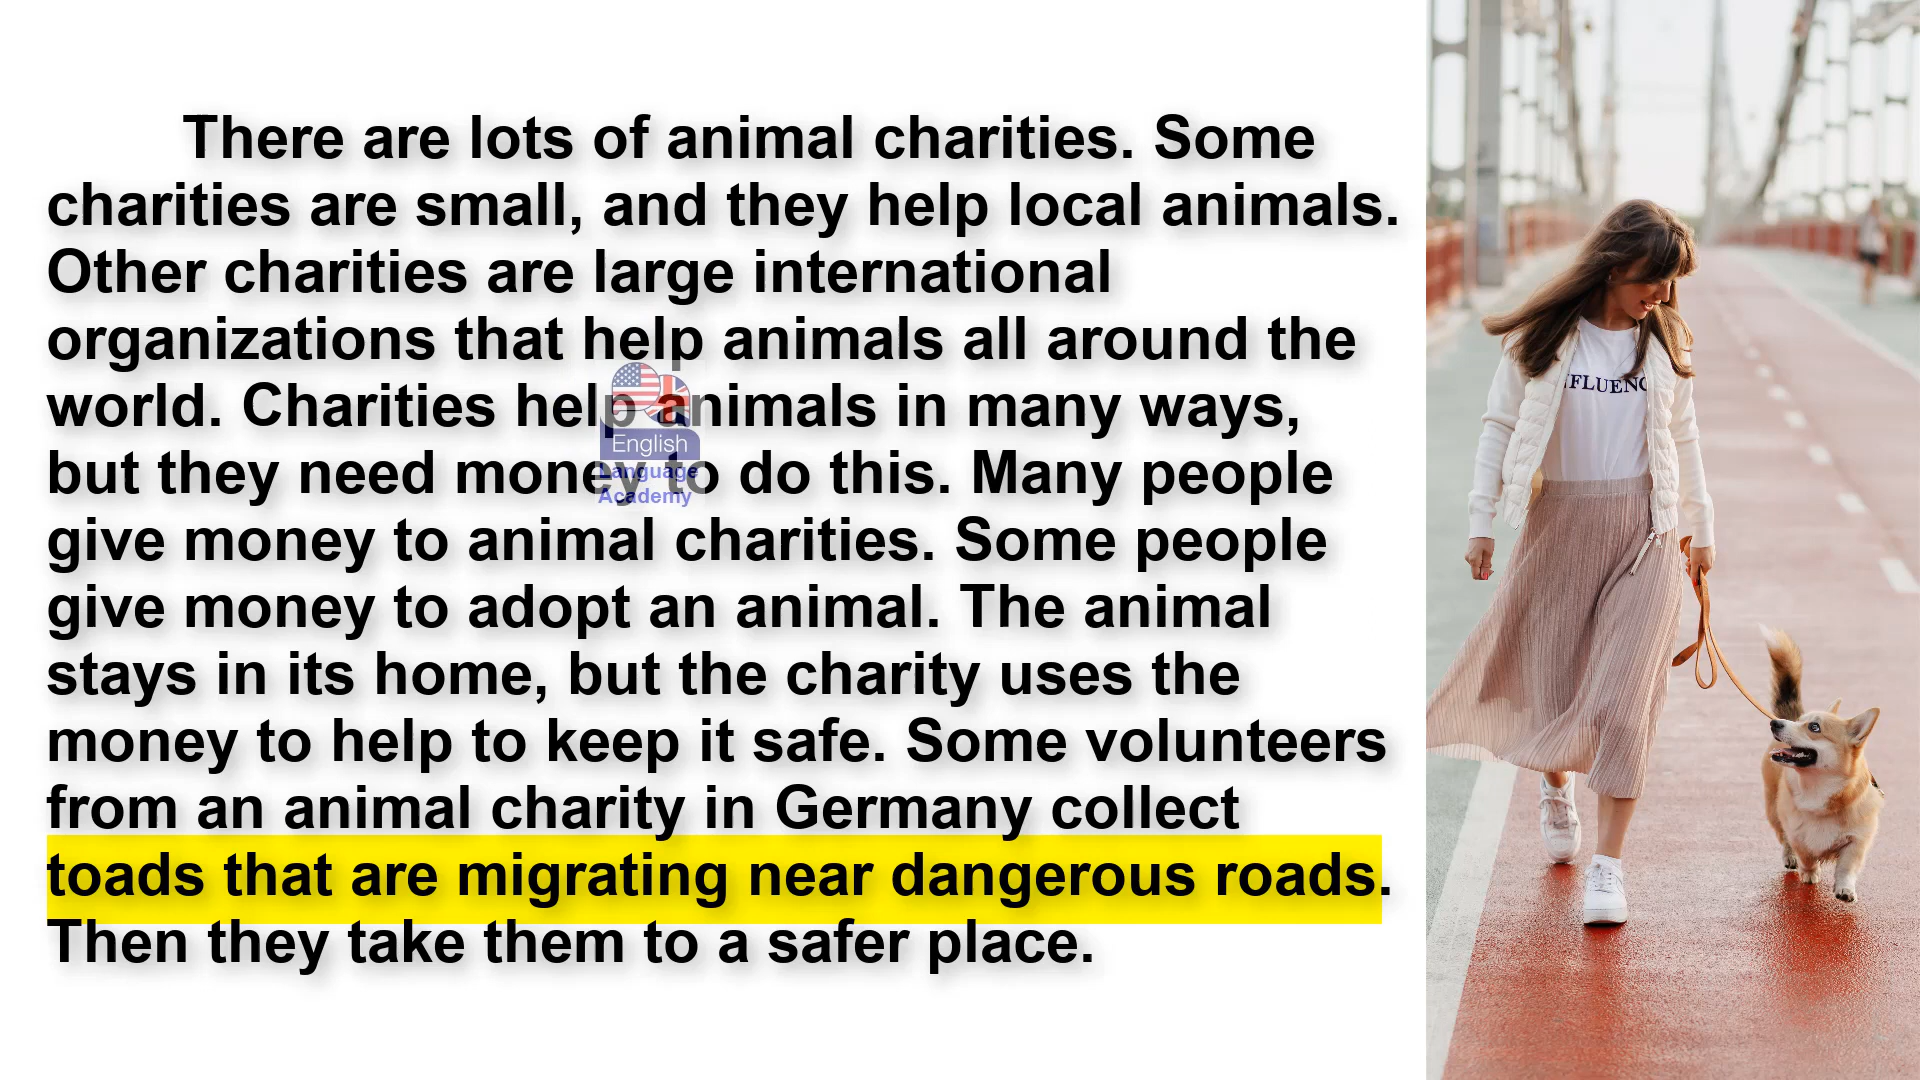 There are lots of animal charities. Some
charities are small, and they help local animals.
Other charities are large international
organizations that help animals all around the
world. Charities help animals in many ways,
but they need money to do this. Many people
give money to animal charities. Some people
give money to adopt an animal. The animal
stays in its home, but the charity uses the
money to help to keep it safe. Some volunteers
from an animal charity in Germany collect
toads that are migrating near dangerous roads.
Then they take them to a safer place.
English
Language
Academy
NFLUENC